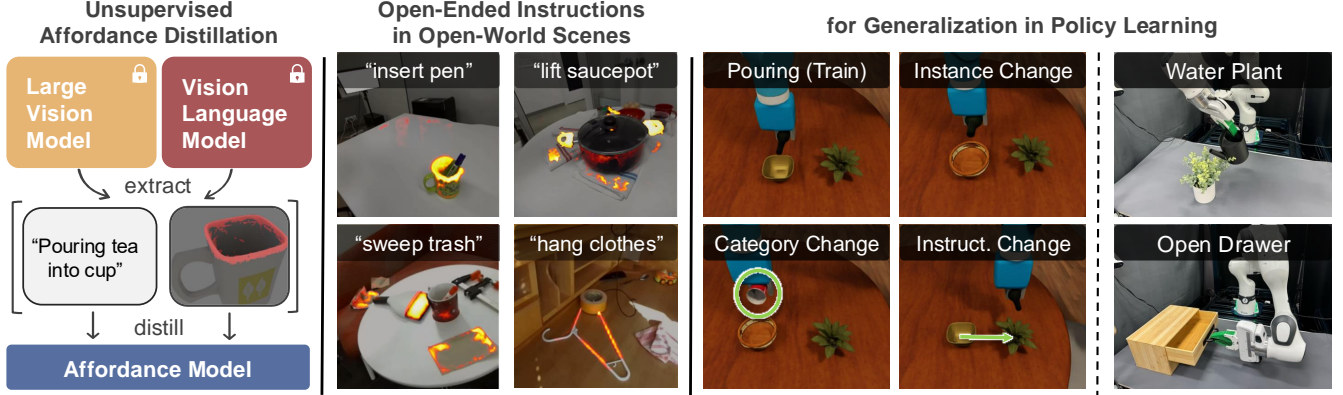 Unsupervised
Affordance Distillation
Large
Vision
Model
Vision
Language
Model
extract
“Pouring tea
into cup”
distill
Affordance Model
Open-Ended Instructions
in Open-World Scenes
“insert pen”
“lift saucepot”
“sweep trash”
“hang clothes”
for Generalization in Policy Learning
Pouring (Train)
Instance Change
Category Change
Instruct. Change
Water Plant
Open Drawer